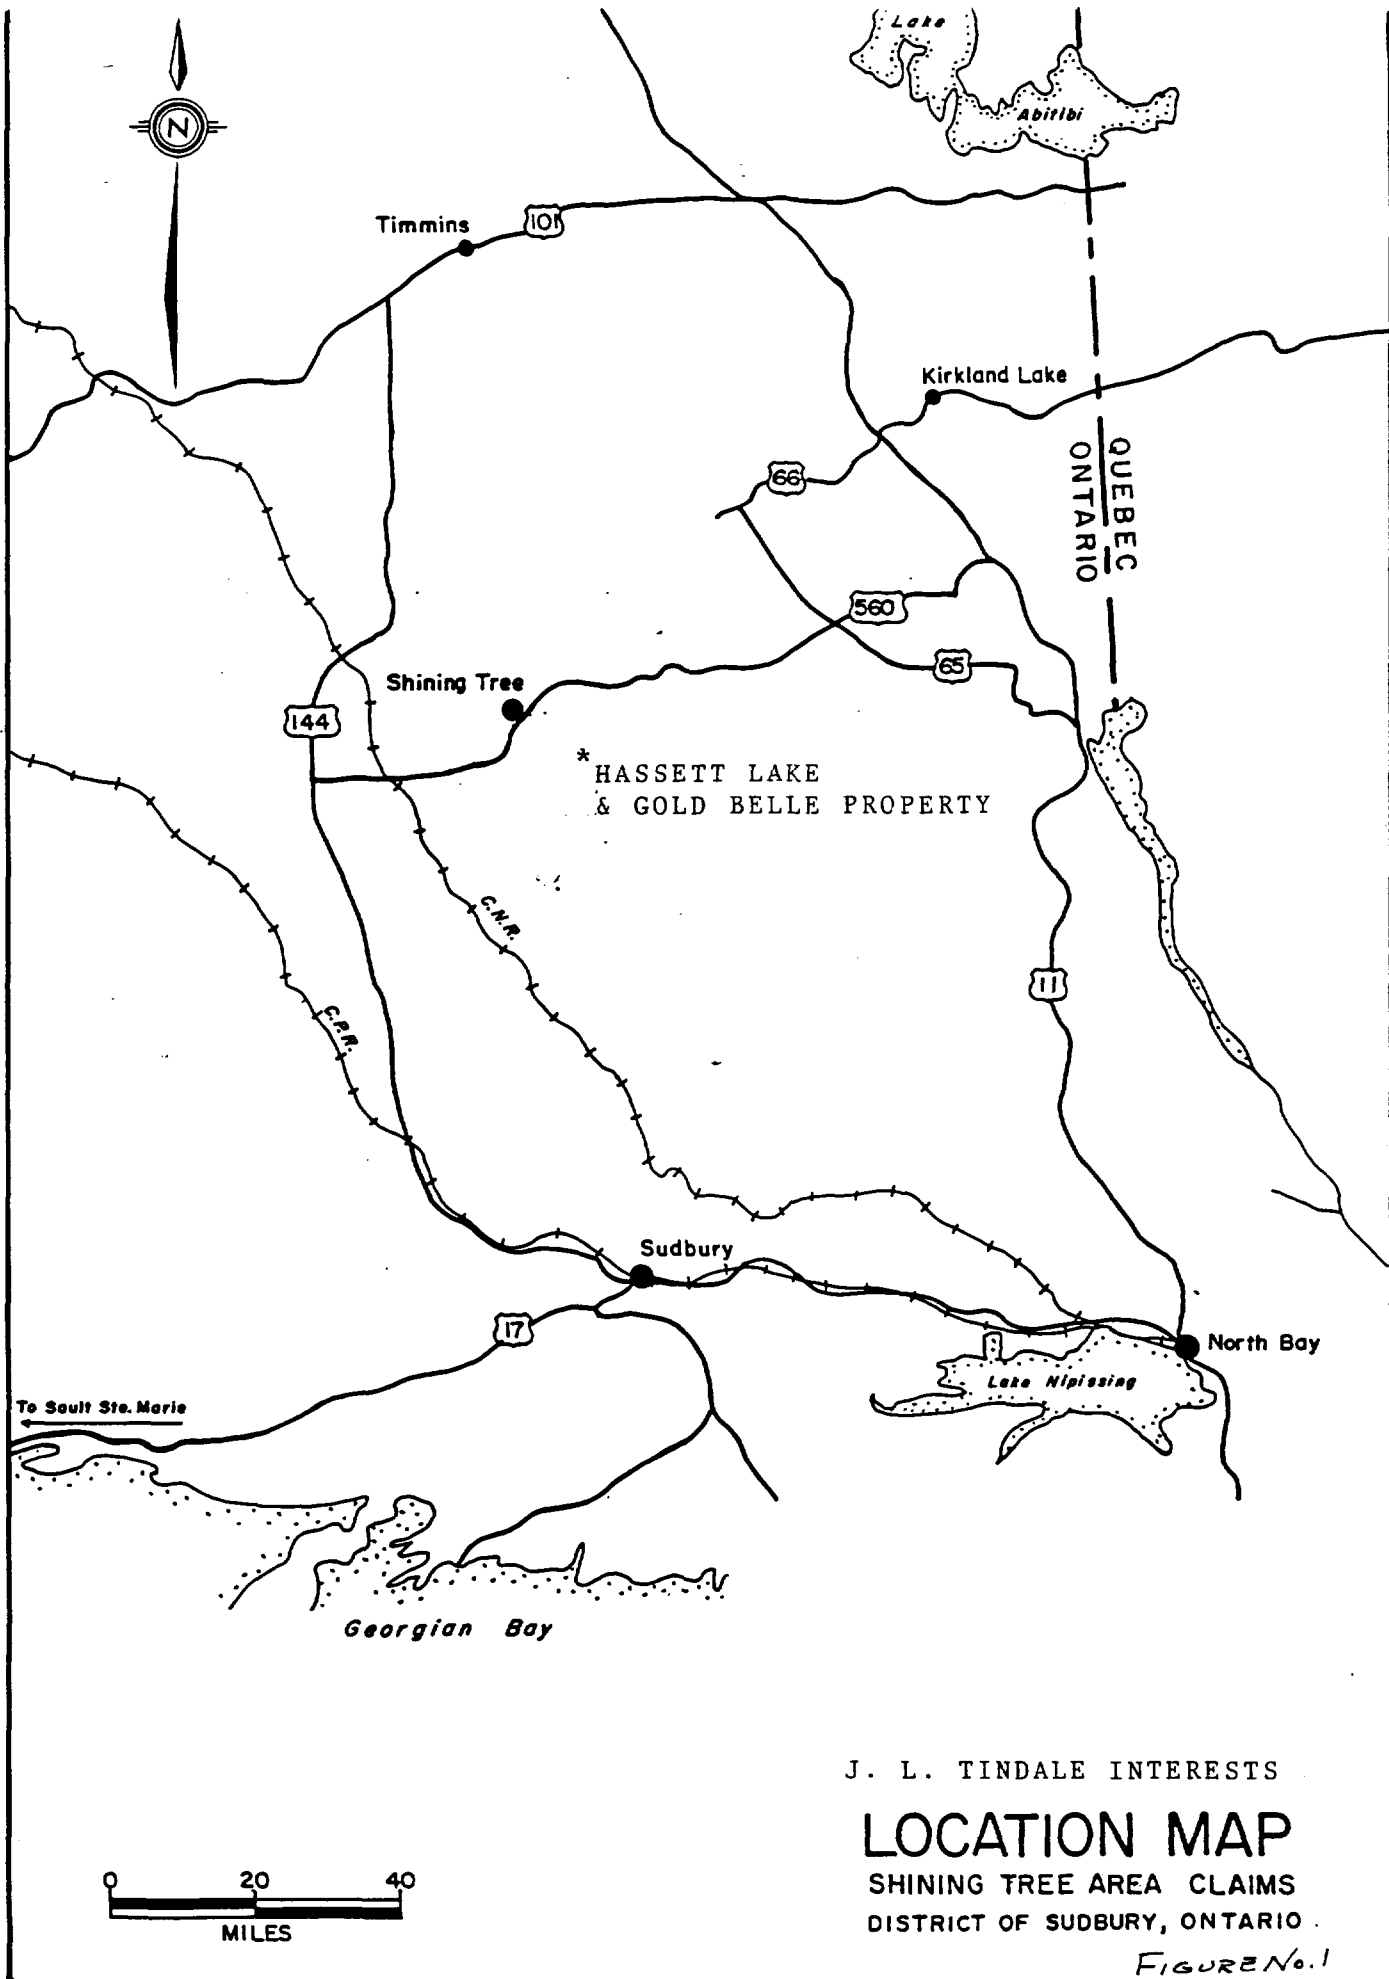 Lake
Abitibi
N
Timmins
101
Kirkland Lake
66
QUEBEC
ONTARIO
560
65
Shining Tree
144
*
HASSETT LAKE
& GOLD BELLE PROPERTY
C.N.R.
11
C.P.R.
Sudbury
17
North Bay
Lake Nipissing
To Sault Ste. Marie
Georgian Bay
J. L. TINDALE INTERESTS
LOCATION MAP
SHINING TREE AREA CLAIMS
DISTRICT OF SUDBURY, ONTARIO
FIGURE No. 1
0 20 40
MILES